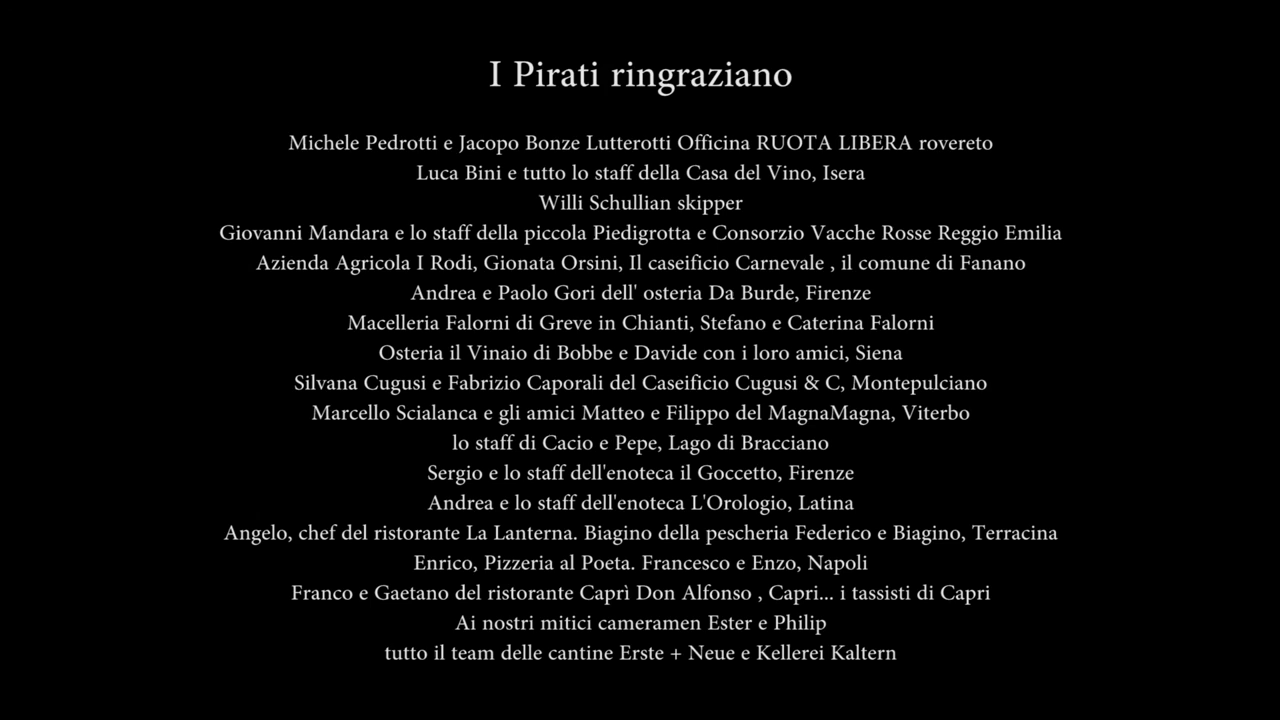 I Pirati ringraziano
Michele Pedrotti e Jacopo Bonze Lutterotti Officina RUOTA LIBERA rovereto
Luca Bini e tutto lo staff della Casa del Vino, Isera
Willi Schullian skipper
Giovanni Mandara e lo staff della piccola Piedigrotta e Consorzio Vacche Rosse Reggio Emilia
Azienda Agricola I Rodi, Gionata Orsini, Il caseificio Carnevale , il comune di Fanano
Andrea e Paolo Gori dell' osteria Da Burde, Firenze
Macelleria Falorni di Greve in Chianti, Stefano e Caterina Falorni
Osteria il Vinaio di Bobbe e Davide con i loro amici, Siena
Silvana Cugusi e Fabrizio Caporali del Caseificio Cugusi & C, Montepulciano
Marcello Scialanca e gli amici Matteo e Filippo del MagnaMagna, Viterbo
lo staff di Cacio e Pepe, Lago di Bracciano
Sergio e lo staff dell'enoteca il Goccetto, Firenze
Andrea e lo staff dell'enoteca L'Orologio, Latina
Angelo, chef del ristorante La Lanterna. Biagino della pescheria Federico e Biagino, Terracina
Enrico, Pizzeria al Poeta. Francesco e Enzo, Napoli
Franco e Gaetano del ristorante Caprì Don Alfonso , Capri... i tassisti di Capri
Ai nostri mitici cameramen Ester e Philip
tutto il team delle cantine Erste + Neue e Kellerei Kaltern